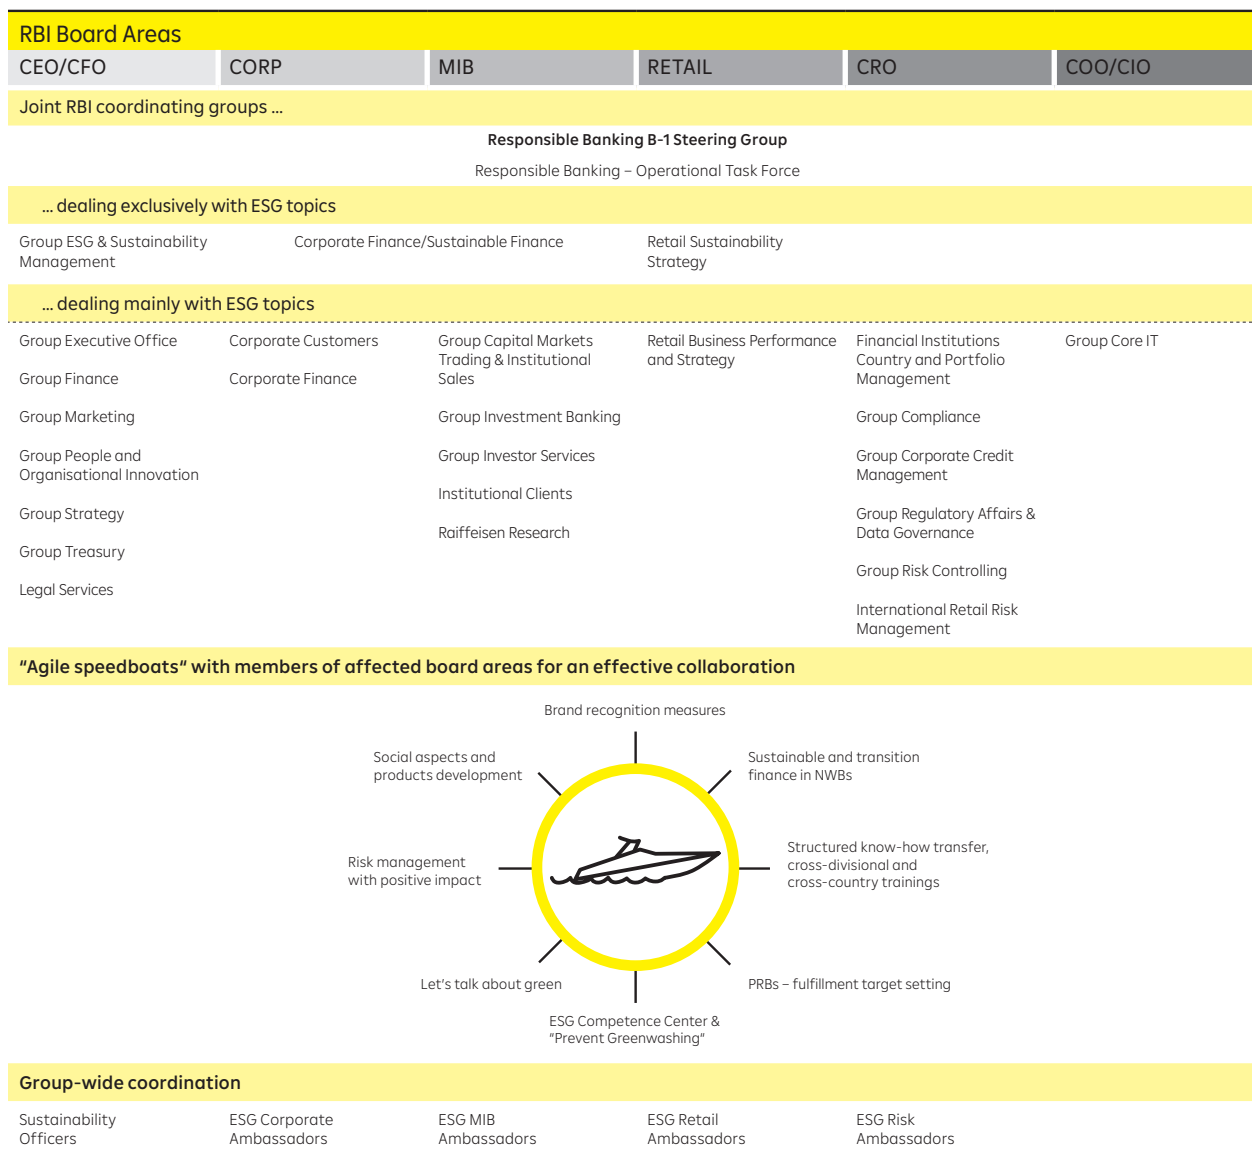 RBI Board Areas
CEO/CFO
CORP
MIB
RETAIL
CRO
COO/CIO
Joint RBI coordinating groups ...
Responsible Banking B-1 Steering Group
Responsible Banking – Operational Task Force
... dealing exclusively with ESG topics
Group ESG & Sustainability
Management
Corporate Finance/Sustainable Finance
Retail Sustainability
Strategy
... dealing mainly with ESG topics
Group Executive Office
Group Finance
Group Marketing
Group People and
Organisational Innovation
Group Strategy
Group Treasury
Legal Services
Corporate Customers
Corporate Finance
Group Capital Markets
Trading & Institutional
Sales
Group Investment Banking
Group Investor Services
Institutional Clients
Raiffeisen Research
Retail Business Performance
and Strategy
Financial Institutions
Country and Portfolio
Management
Group Compliance
Group Corporate Credit
Management
Group Regulatory Affairs &
Data Governance
Group Risk Controlling
International Retail Risk
Management
Group Core IT
"Agile speedboats" with members of affected board areas for an effective collaboration
Brand recognition measures
Sustainable and transition
finance in NWBs
Structured know-how transfer,
cross-divisional and
cross-country trainings
PRBs – fulfillment target setting
ESG Competence Center &
"Prevent Greenwashing"
Let's talk about green
Risk management
with positive impact
Social aspects and
products development
Group-wide coordination
Sustainability
Officers
ESG Corporate
Ambassadors
ESG MIB
Ambassadors
ESG Retail
Ambassadors
ESG Risk
Ambassadors